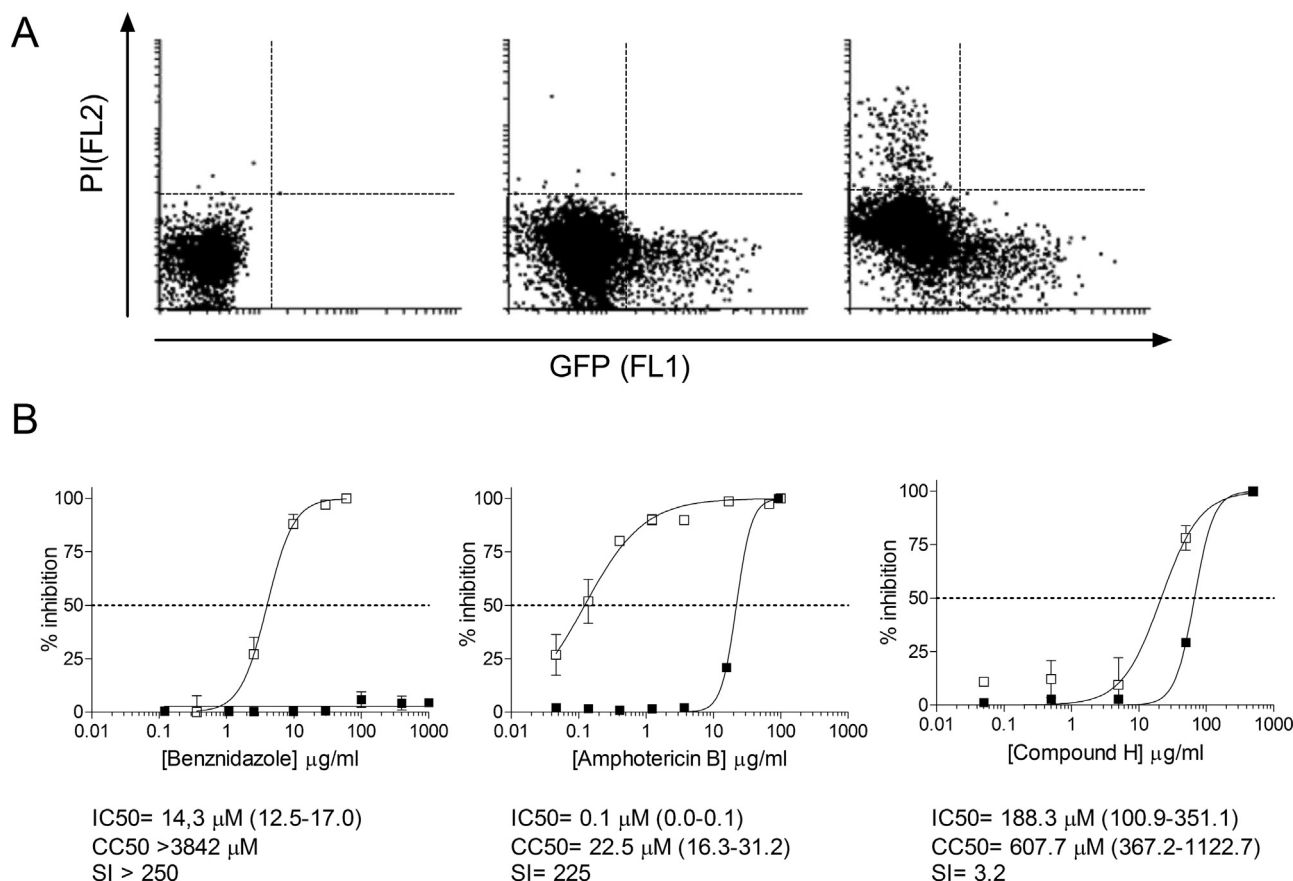 A
PI(FL2)
GFP (FL1)
B
% inhibition
100
75
50
25
0
0.01 0.1 1 10 100 1000
[Benznidazole] μg/ml
IC50= 14,3 μM (12.5-17.0)
CC50 >3842 μM
SI > 250
% inhibition
100
75
50
25
0
0.01 0.1 1 10 100 1000
[Amphotericin B] μg/ml
IC50= 0.1 μM (0.0-0.1)
CC50= 22.5 μM (16.3-31.2)
SI= 225
% inhibition
100
75
50
25
0
0.01 0.1 1 10 100 1000
[Compound H] μg/ml
IC50= 188.3 μM (100.9-351.1)
CC50= 607.7 μM (367.2-1122.7)
SI= 3.2